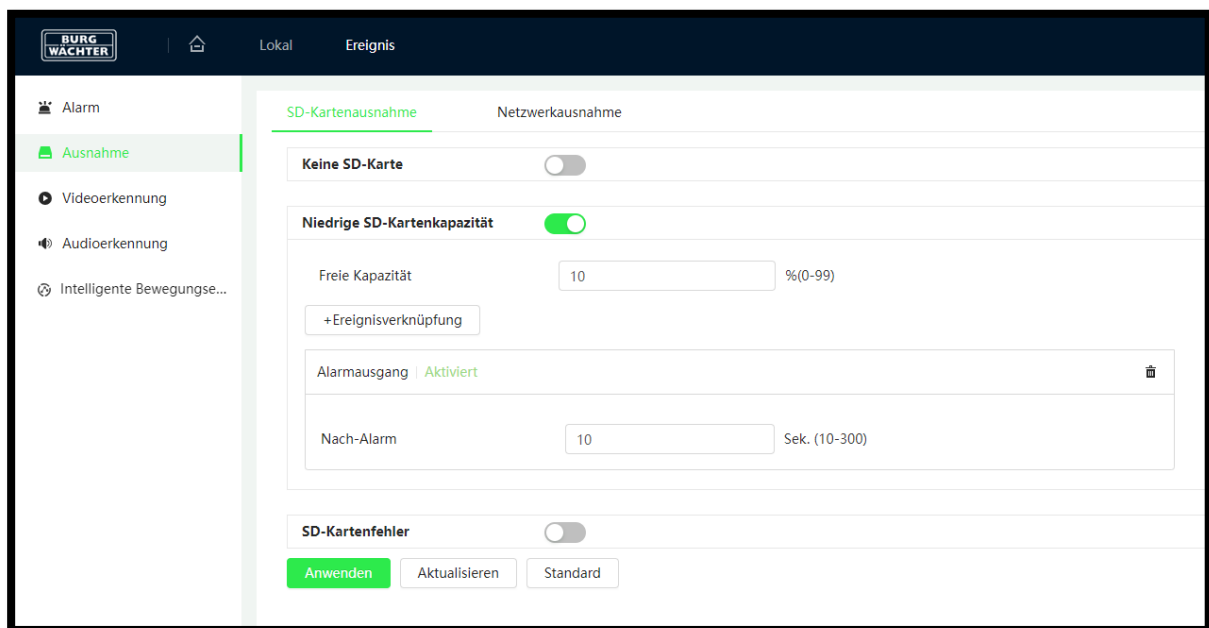 BURG
WÄCHTER
Lokal Ereignis
Alarm
Ausnahme
Videoerkennung
Audioerkennung
Intelligente Bewegungse...
SD-Kartenausnahme Netzwerkausnahme
Keine SD-Karte
Niedrige SD-Kartenkapazität
Freie Kapazität 10 %(0-99)
+Ereignisverknüpfung
Alarmausgang | Aktiviert
Nach-Alarm 10 Sek. (10-300)
SD-Kartenfehler
Anwenden Aktualisieren Standard